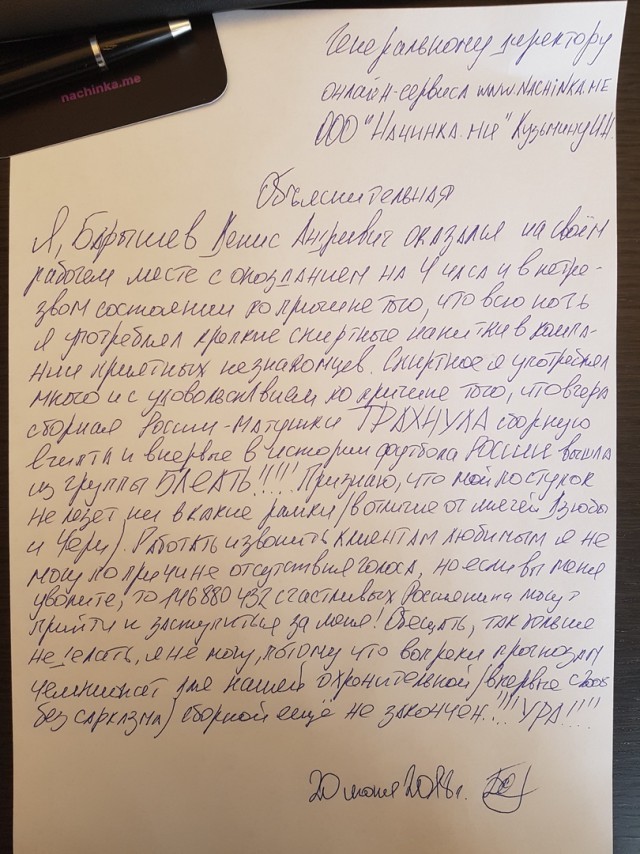 nachinka.me
Генеральному директору
онлайн-сервиса www.NACHiNKA.ME
ООО "Начинка.ми" Кузьмину И.Н.
Объяснительная
Я, Барышев Денис Андреевич оказался на своём
рабочем месте с опозданием на 4 часа и в нетре-
звом состоянии по причине того, что всю ночь
я употреблял крепкие спиртные напитки в компа-
нии приятных незнакомцев. Спиртное я употреблял
много и с удовольствием по причине того, что вчера
сборная России-матушки ТРАХНУЛА сборную
Египта и впервые в истории футбола России вышла
из группы БЛЕАТЬ!!!!! Признаю, что мой поступок
не лезет ни в какие рамки (в отличие от мячей Дзюбы
и Чери). Работать и звонить клиентам любимым я не
могу по причине отсутствия голоса, но если вы меня
уволите, то 146 880 432 счастливых Россиянина могут
прийти и заступиться за меня! Обещать, так больше
не делать, я не могу, потому что вопреки прогнозам
чемпионат для нашей охренительной (впервые с 2008
без сарказма) сборной ещё не закончен!!! УРА!!!!
20 июня 2018 г.